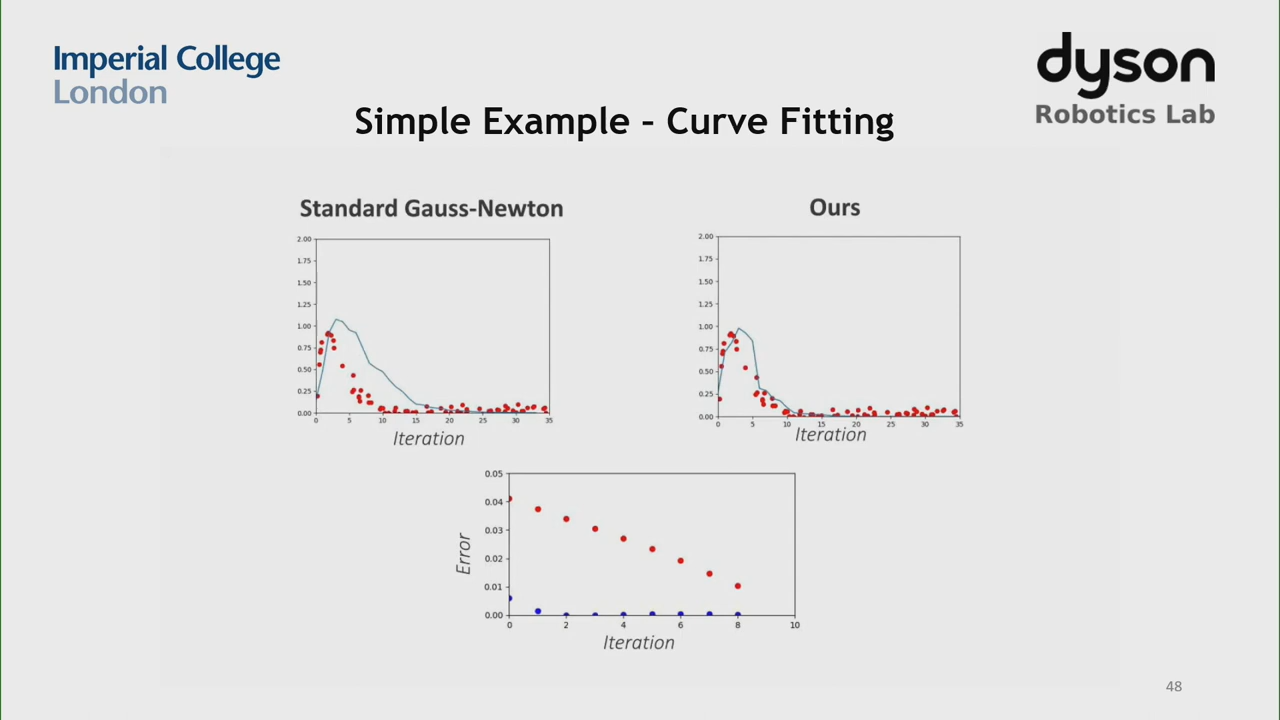 Imperial College
London
dyson
Robotics Lab
Simple Example – Curve Fitting
Standard Gauss-Newton
Ours
2.00
1.75
1.50
1.25
1.00
0.75
0.50
0.25
0.00
0 5 10 15 20 25 30 35
Iteration
2.00
1.75
1.50
1.25
1.00
0.75
0.50
0.25
0.00
0 5 10 15 20 25 30 35
Iteration
Error
0.05
0.04
0.03
0.02
0.01
0.00
0 2 4 6 8 10
Iteration
48